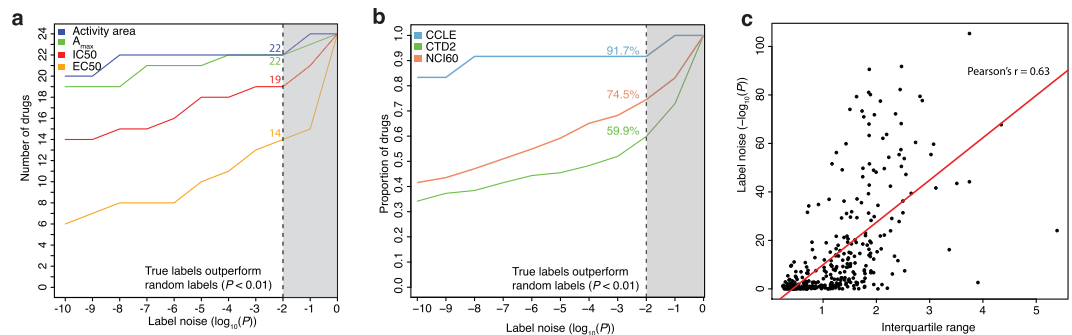 a
Number of drugs
24
22
20
18
16
14
12
10
8
6
4
2
0
Activity area
Amax
IC50
EC50
22
22
19
14
True labels outperform
random labels (P < 0.01)
-10 -9 -8 -7 -6 -5 -4 -3 -2 -1 0
Label noise (log10(P))
b
Proportion of drugs
1.0
0.9
0.8
0.7
0.6
0.5
0.4
0.3
0.2
0.1
0.0
CCLE
CTD2
NCI60
91.7%
74.5%
59.9%
True labels outperform
random labels (P < 0.01)
-10 -9 -8 -7 -6 -5 -4 -3 -2 -1 0
Label noise (log10(P))
c
Label noise (−log10(P))
100
80
60
40
20
0
Pearson's r = 0.63
1 2 3 4 5
Interquartile range